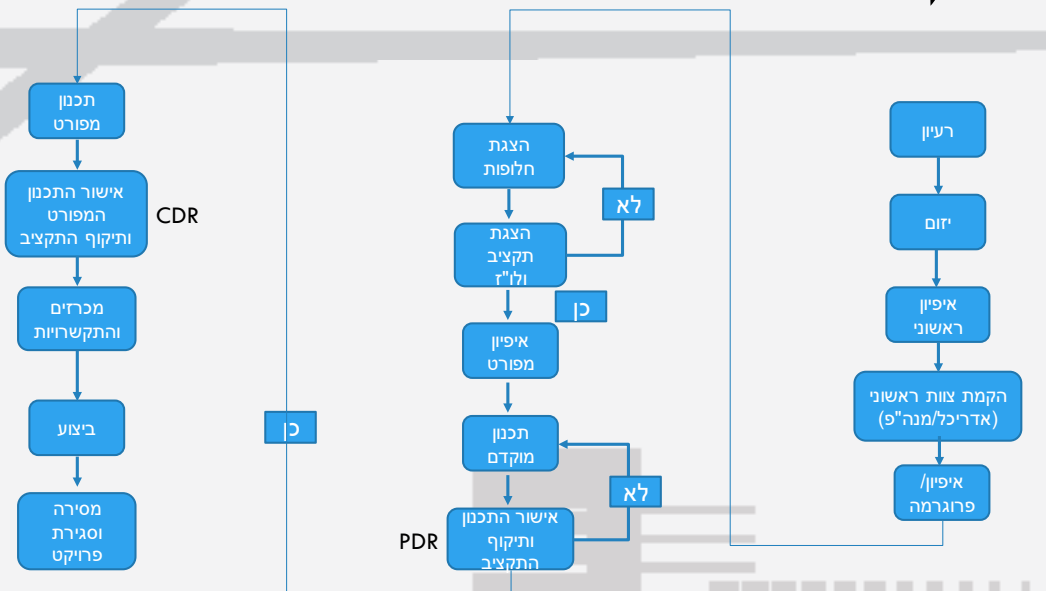 רעיון
יזום
איפיון
ראשוני
הקמת צוות ראשוני
(אדריכל/מנה"פ)
איפיון/
פרוגרמה
הצגת
חלופות
לא
הצגת
תקציב
ולו"ז
כן
איפיון
מפורט
תכנון
מוקדם
לא
אישור התכנון
ותיקוף
התקציב
PDR
כן
תכנון
מפורט
אישור התכנון
המפורט
ותיקוף התקציב
CDR
מכרזים
והתקשרויות
ביצוע
מסירה
וסגירת
פרויקט